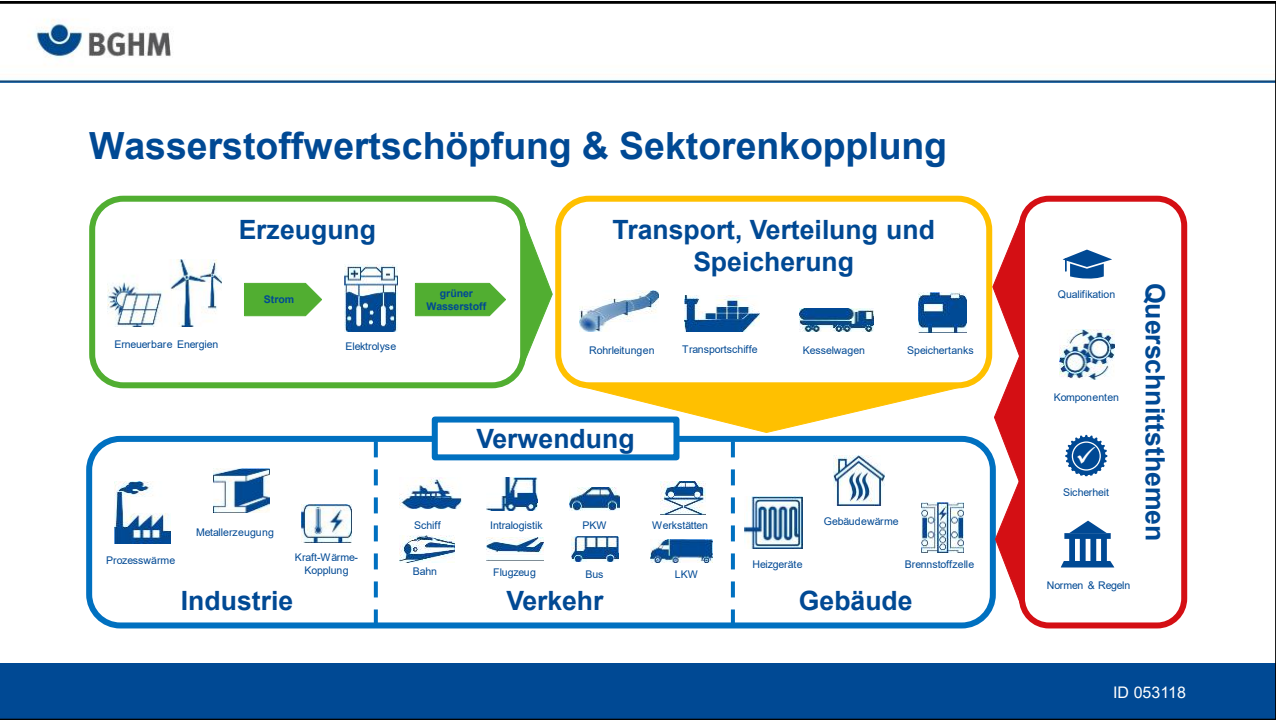 BGHM
Wasserstoffwertschöpfung & Sektorenkopplung
Erzeugung
Erneuerbare Energien
Strom
+ -
Elektrolyse
grüner
Wasserstoff
Transport, Verteilung und
Speicherung
Rohrleitungen
Transportschiffe
Kesselwagen
Speichertanks
Querschnittsthemen
Qualifikation
Komponenten
Sicherheit
Normen & Regeln
Verwendung
Prozesswärme
Metallerzeugung
Kraft-Wärme-
Kopplung
Industrie
Schiff
Intralogistik
PKW
Werkstätten
Bahn
Flugzeug
Bus
LKW
Verkehr
Heizgeräte
Gebäudewärme
Brennstoffzelle
Gebäude
ID 053118